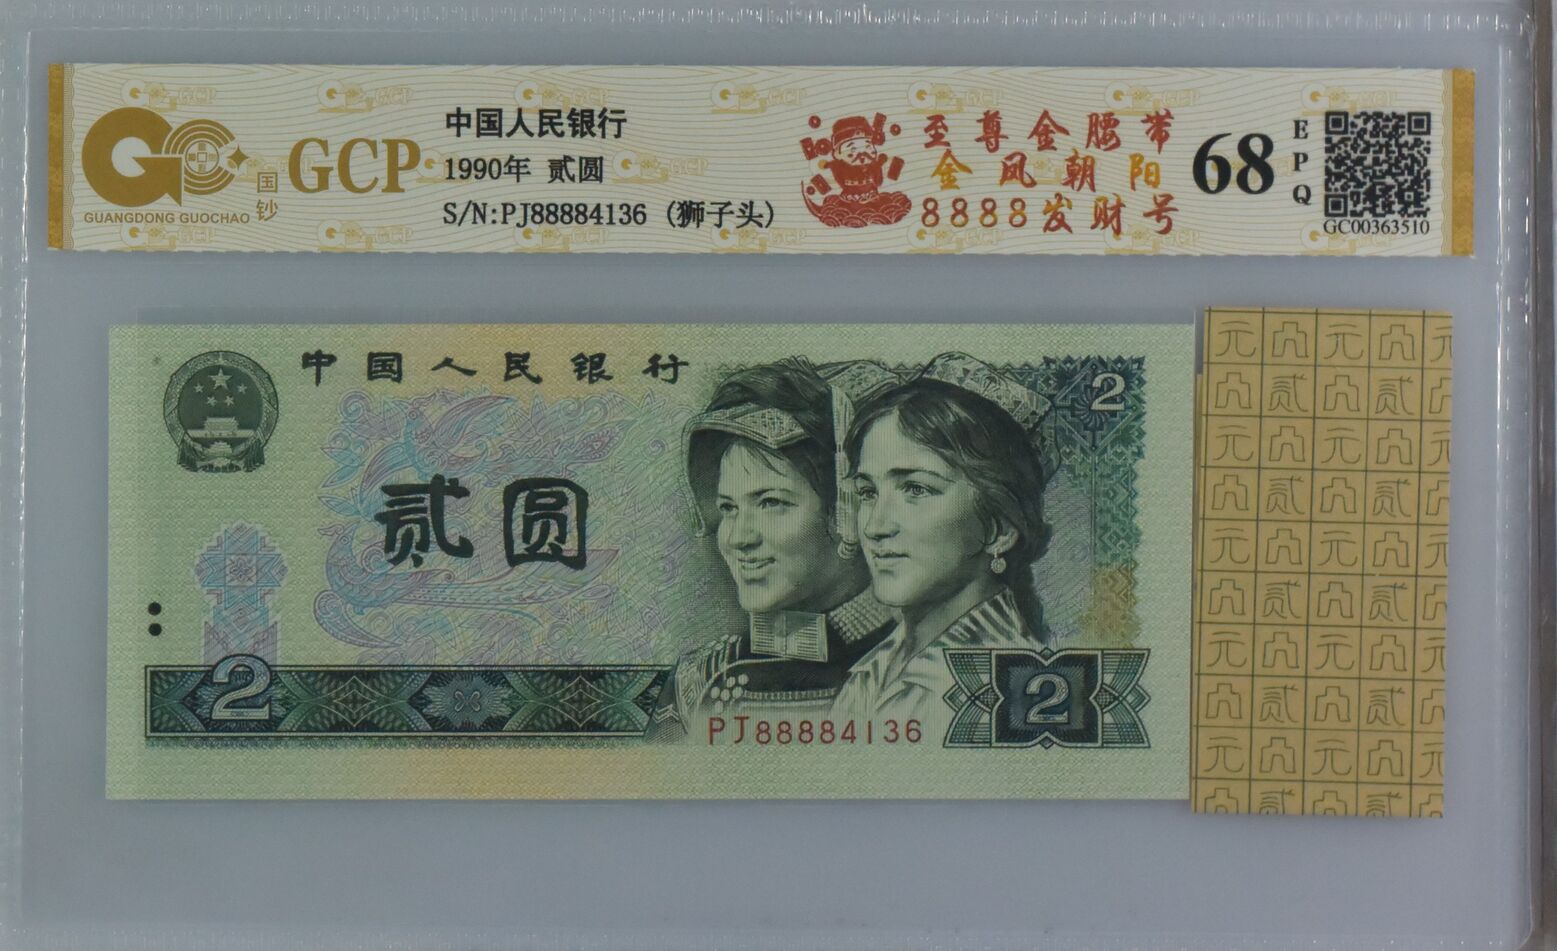 GCP
国钞
GUANGDONG GUOCHAO
中国人民银行
1990年 贰圆
S/N:PJ88884136 (狮子头)
至尊金腰带
金凤朝阳
8888发财号
68
EPQ
GC00363510
中国人民银行
2
贰圆
2
PJ88884136
2